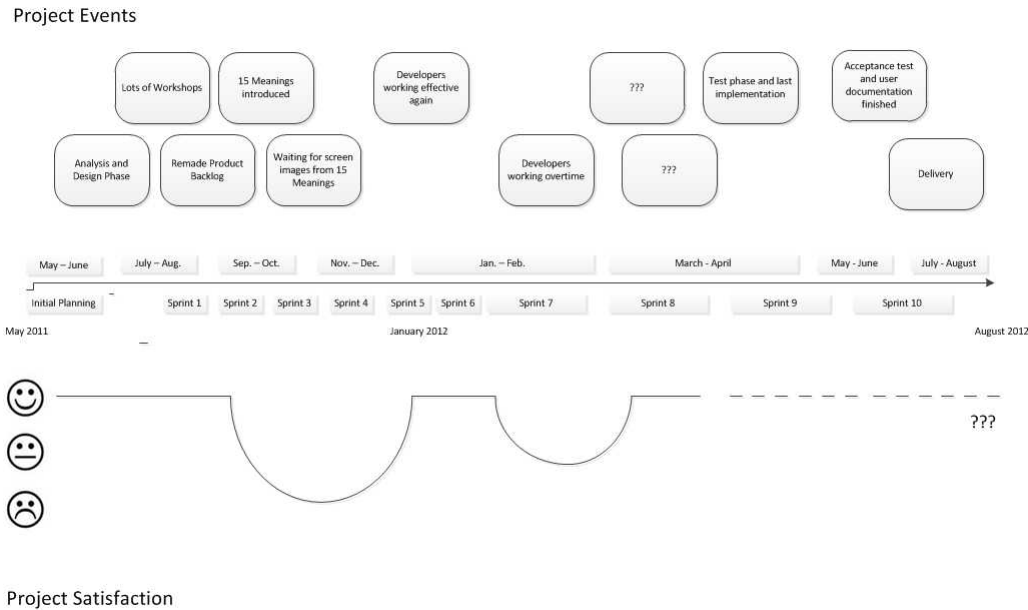 Project Events
Lots of Workshops
15 Meanings
introduced
Developers
working effective
again
???
Test phase and last
implementation
Acceptance test
and user
documentation
finished
Analysis and
Design Phase
Remade Product
Backlog
Waiting for screen
images from 15
Meanings
Developers
working overtime
???
Delivery
May – June
July – Aug.
Sep. – Oct.
Nov. – Dec.
Jan. – Feb.
March - April
May - June
July - August
Initial Planning
Sprint 1
Sprint 2
Sprint 3
Sprint 4
Sprint 5
Sprint 6
Sprint 7
Sprint 8
Sprint 9
Sprint 10
May 2011
January 2012
August 2012
???
Project Satisfaction